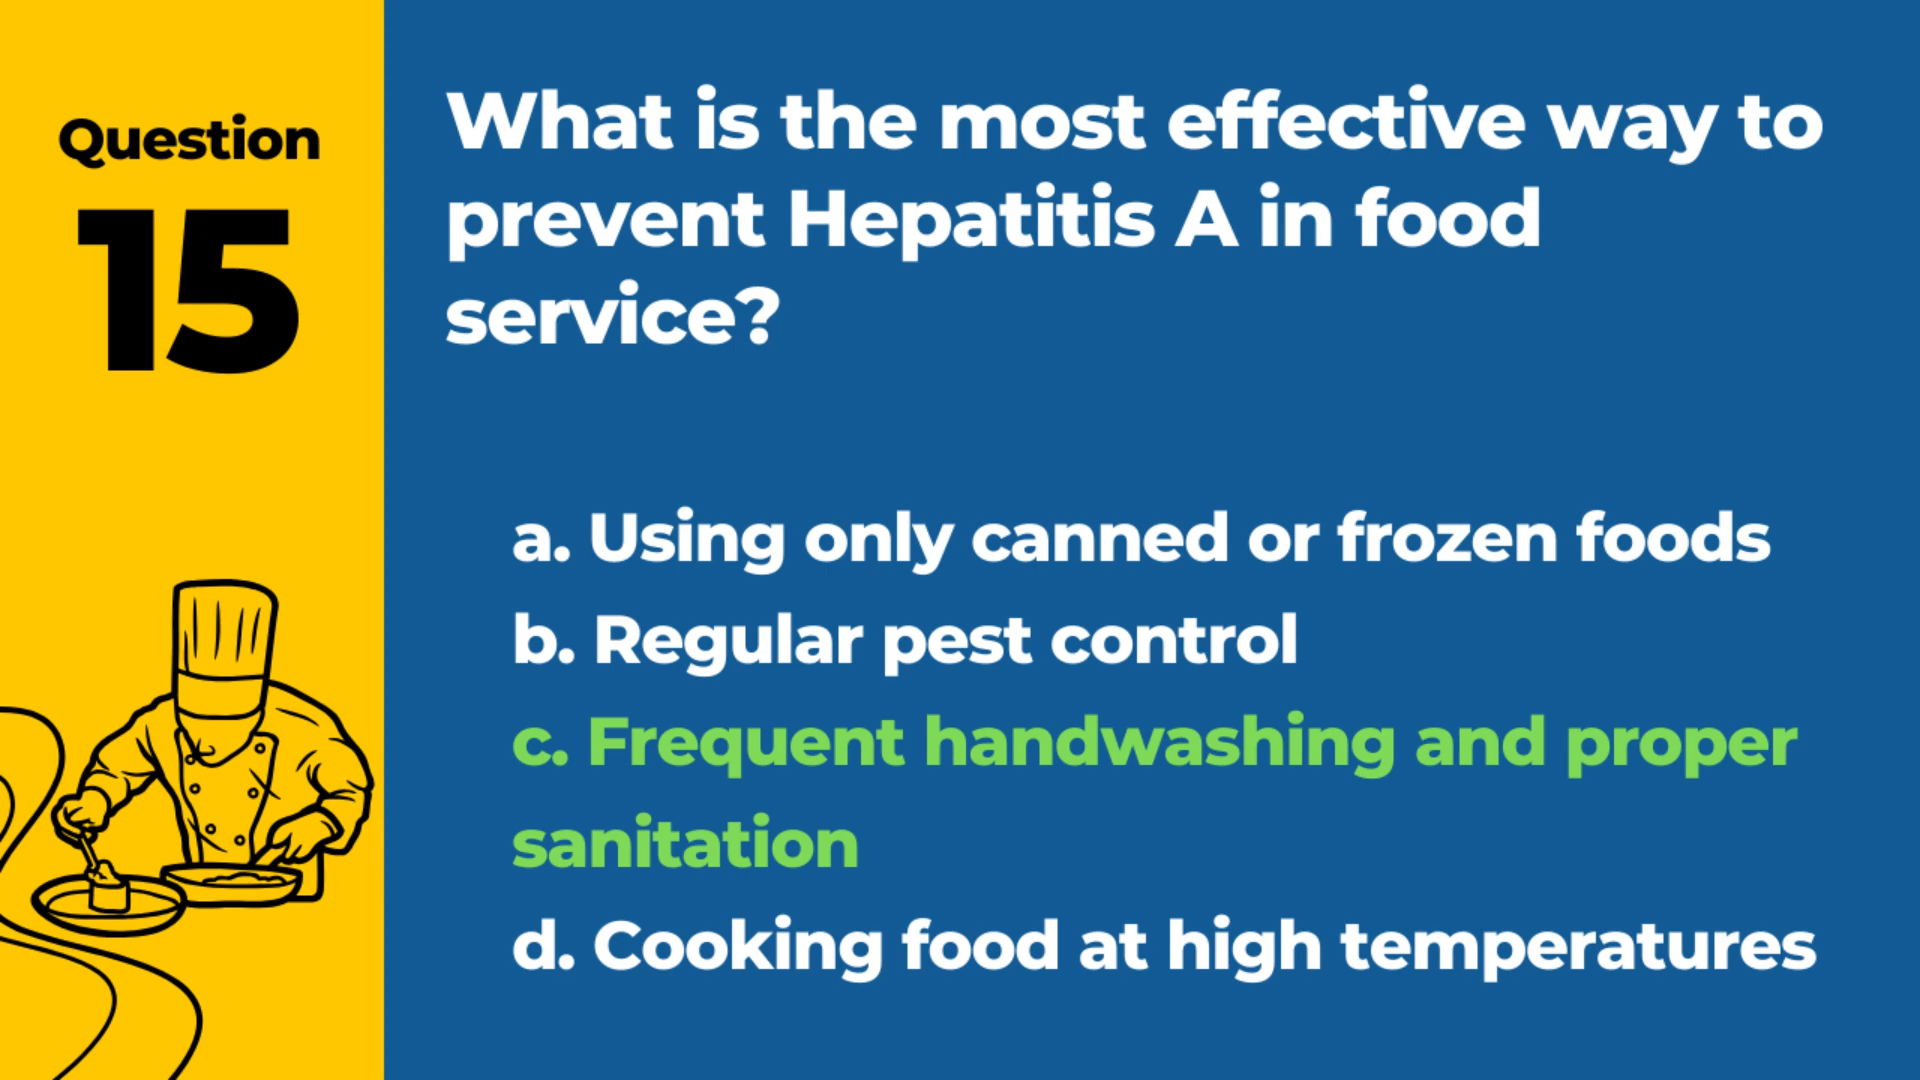 Question
15
What is the most effective way to
prevent Hepatitis A in food
service?
a. Using only canned or frozen foods
b. Regular pest control
c. Frequent handwashing and proper
sanitation
d. Cooking food at high temperatures